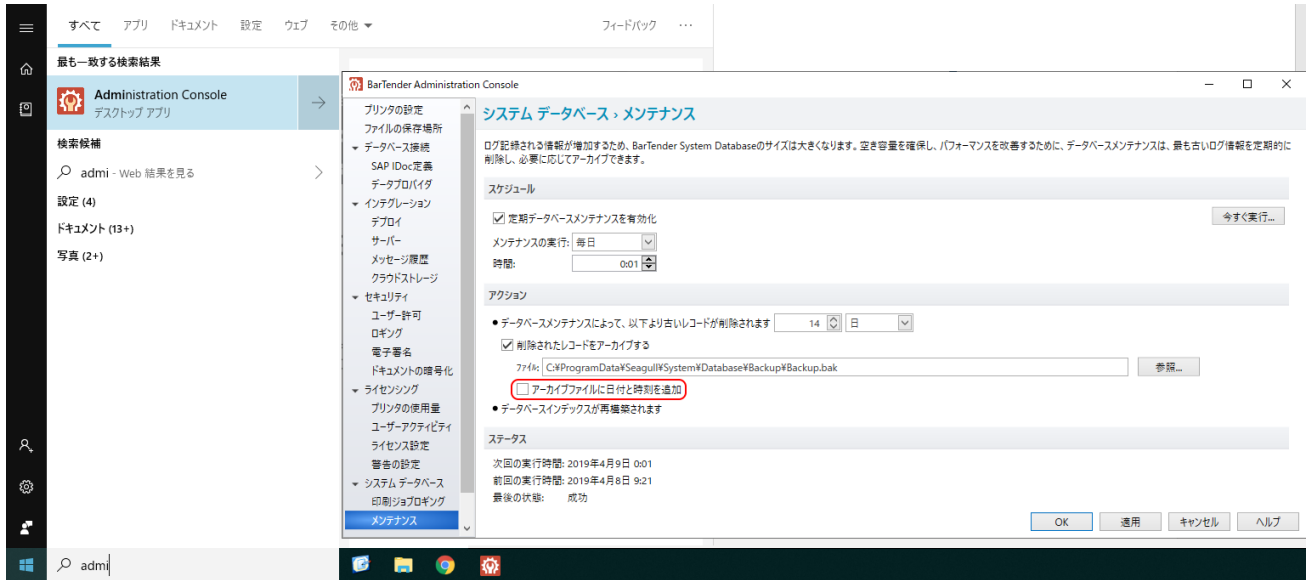 すべて アプリ ドキュメント 設定 ウェブ その他 フィードバック ···
最も一致する検索結果
Administration Console
デスクトップ アプリ
検索候補
admi - Web 結果を見る
設定 (4)
ドキュメント (13+)
写真 (2+)
admi
BarTender Administration Console
プリンタの設定
ファイルの保存場所
データベース接続
SAP IDoc定義
データプロバイダ
インテグレーション
デプロイ
サーバー
メッセージ履歴
クラウドストレージ
セキュリティ
ユーザー許可
ロギング
電子署名
ドキュメントの暗号化
ライセンシング
プリンタの使用量
ユーザーアクティビティ
ライセンス設定
警告の設定
システム データベース
印刷ジョブロギング
メンテナンス
システム データベース › メンテナンス
ログ記録される情報が増加するため、BarTender System Databaseのサイズは大きくなります。空き容量を確保し、パフォーマンスを改善するために、データベースメンテナンスは、最も古いログ情報を定期的に
削除し、必要に応じてアーカイブできます。
スケジュール
定期データベースメンテナンスを有効化
今すぐ実行...
メンテナンスの実行: 毎日
時間: 0:01
アクション
●データベースメンテナンスによって、以下より古いレコードが削除されます 14 日
削除されたレコードをアーカイブする
ファイル: C:¥ProgramData¥Seagull¥System¥Database¥Backup¥Backup.bak 参照...
アーカイブファイルに日付と時刻を追加
●データベースインデックスが再構築されます
ステータス
次回の実行時間: 2019年4月9日 0:01
前回の実行時間: 2019年4月8日 9:21
最後の状態: 成功
OK 適用 キャンセル ヘルプ